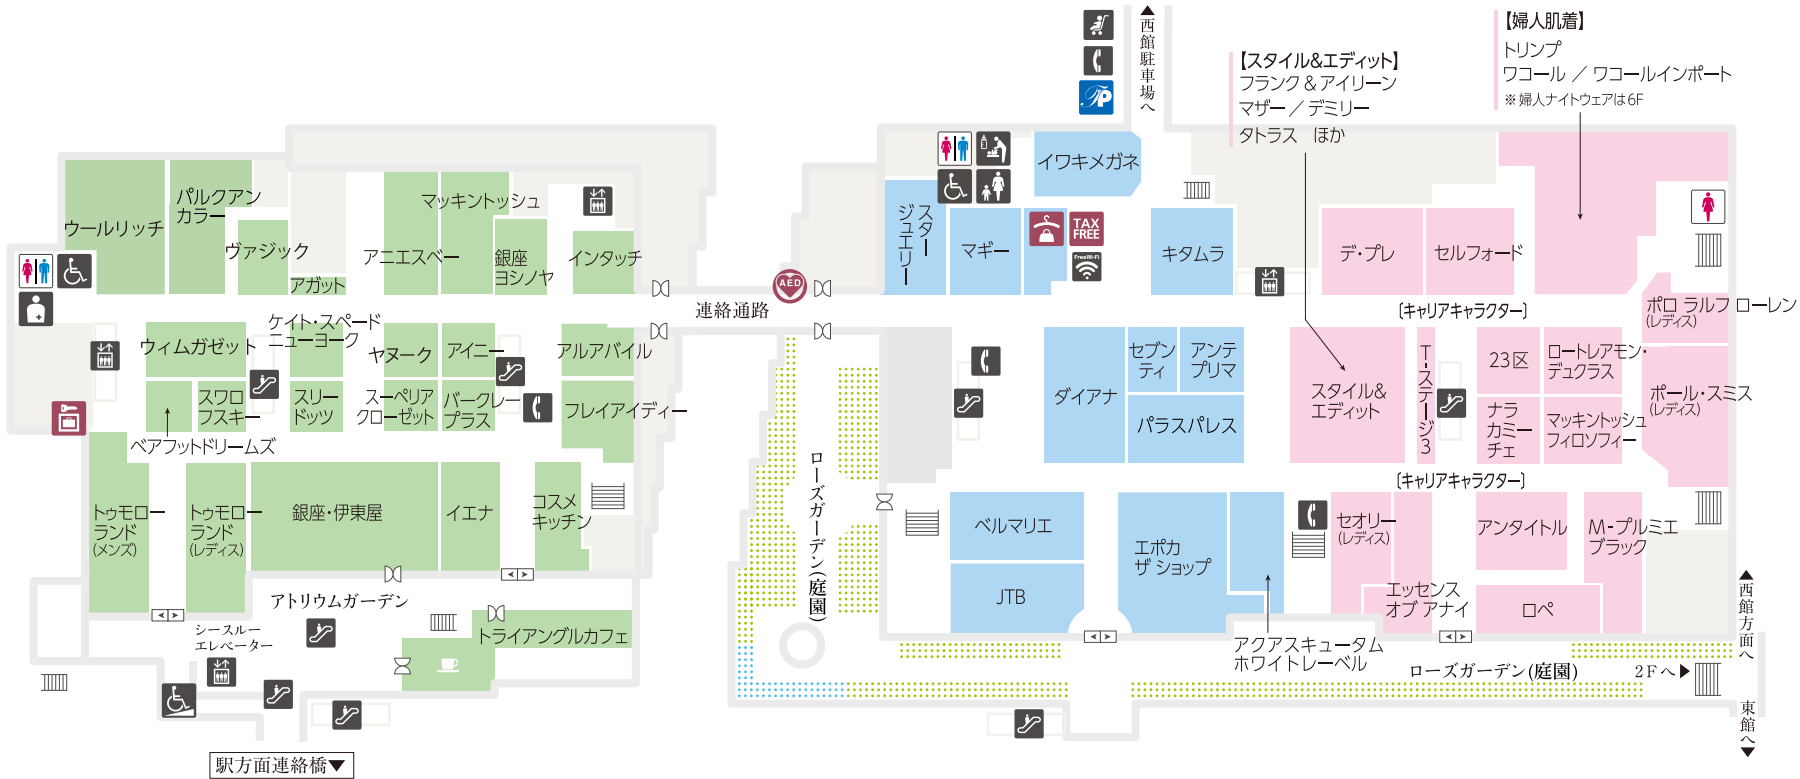 西館駐車場へ
【婦人肌着】
トリンプ
ワコール ／ ワコールインポート
※婦人ナイトウェアは6F
【スタイル&エディット】
フランク＆アイリーン
マザー／デミリー
タトラス ほか
ウールリッチ
パルクアン
カラー
ヴァジック
アガット
マッキントッシュ
アニエスベー
銀座
ヨシノヤ
インタッチ
ケイト・スペード
ニューヨーク
ウィムガゼット
スワロ
フスキー
ベアフットドリームズ
スリー
ドッツ
ヤヌーク
アイニー
スーペリア
クローゼット
バークレー
プラス
アルアバイル
フレイアイディー
トゥモロー
ランド
(メンズ)
トゥモロー
ランド
(レディス)
銀座・伊東屋
イエナ
コスメ
キッチン
アトリウムガーデン
シースルー
エレベーター
トライアングルカフェ
駅方面連絡橋▼
AED
連絡通路
ローズガーデン(庭園)
イワキメガネ
スター
ジュエリー
マギー
TAX
FREE
FreeWi-Fi
キタムラ
デ・プレ
セルフォード
[キャリアキャラクター]
ポロ ラルフ ローレン
(レディス)
ダイアナ
セブン
ティ
アンテ
プリマ
パラスパレス
スタイル&
エディット
T-ステージ3
23区
ロートレアモン・
デュクラス
ナラ
カミー
チェ
マッキントッシュ
フィロソフィー
ポール・スミス
(レディス)
[キャリアキャラクター]
ベルマリエ
JTB
エポカ
ザ ショップ
アクアスキュータム
ホワイトレーベル
セオリー
(レディス)
エッセンス
オブ アナイ
アンタイトル
ロペ
M-プルミエ
ブラック
ローズガーデン(庭園)
2Fへ▶
西館方面へ
東館へ